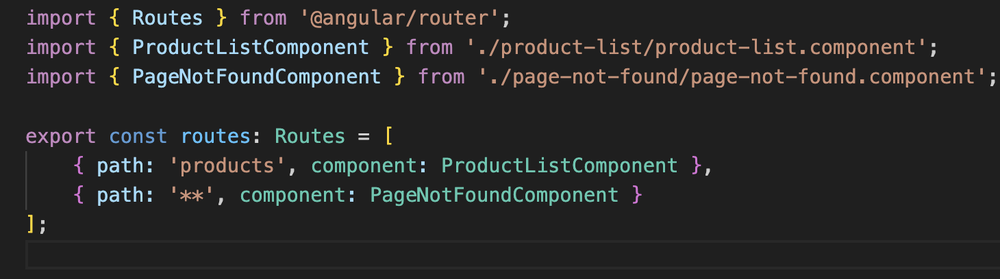 import { Routes } from '@angular/router';
import { ProductListComponent } from './product-list/product-list.component';
import { PageNotFoundComponent } from './page-not-found/page-not-found.component';
export const routes: Routes = [
    { path: 'products', component: ProductListComponent },
    { path: '**', component: PageNotFoundComponent }
];